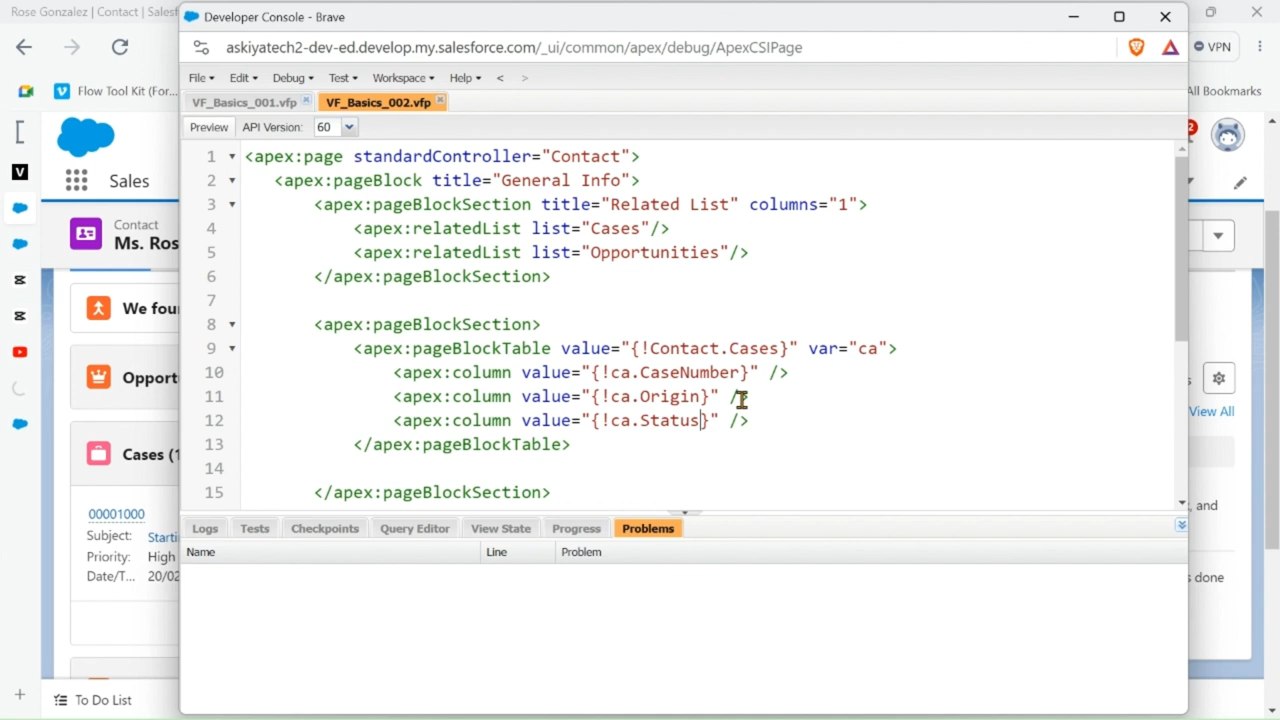 Rose Gonzalez | Contact | Salesf
Developer Console - Brave
askiyatech2-dev-ed.develop.my.salesforce.com/_ui/common/apex/debug/ApexCSIPage
VPN
Flow Tool Kit (For...
All Bookmarks
File Edit Debug Test Workspace Help < >
VF_Basics_001.vfp VF_Basics_002.vfp
Preview API Version: 60
Sales
Contact
Ms. Ros
1 <apex:page standardController="Contact">
2 <apex:pageBlock title="General Info">
3 <apex:pageBlockSection title="Related List" columns="1">
4 <apex:relatedList list="Cases"/>
5 <apex:relatedList list="Opportunities"/>
6 </apex:pageBlockSection>
7
8 <apex:pageBlockSection>
9 <apex:pageBlockTable value="{!Contact.Cases}" var="ca">
10 <apex:column value="{!ca.CaseNumber}" />
11 <apex:column value="{!ca.Origin}" />
12 <apex:column value="{!ca.Status}" />
13 </apex:pageBlockTable>
14
15 </apex:pageBlockSection>
We foun
Opport
Cases (1
00001000
Subject: Starti
Priority: High
Date/T... 20/02
To Do List
View All
, and
s done
Logs Tests Checkpoints Query Editor View State Progress Problems
Name Line Problem